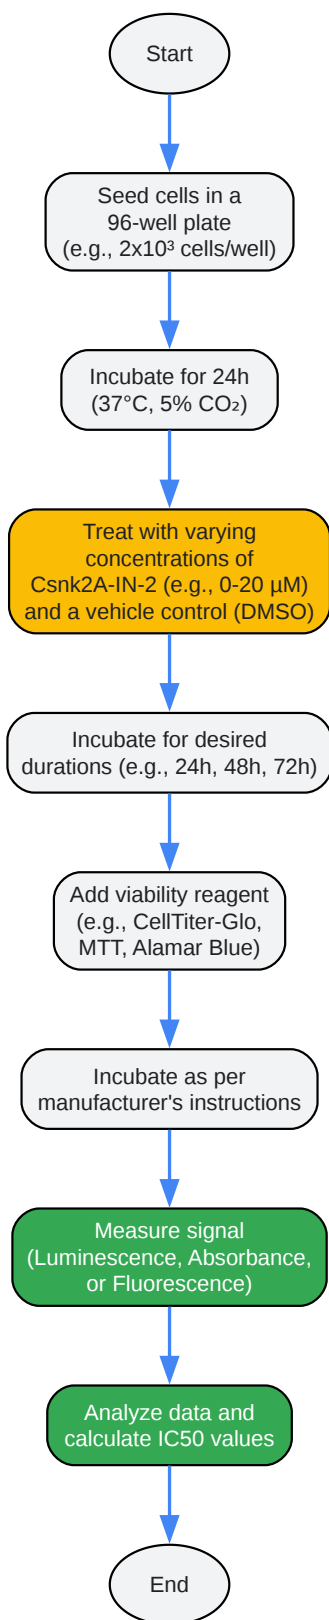 Start
Seed cells in a
96-well plate
(e.g., 2x10³ cells/well)
Incubate for 24h
(37°C, 5% CO₂)
Treat with varying
concentrations of
Csnk2A-IN-2 (e.g., 0-20 µM)
and a vehicle control (DMSO)
Incubate for desired
durations (e.g., 24h, 48h, 72h)
Add viability reagent
(e.g., CellTiter-Glo,
MTT, Alamar Blue)
Incubate as per
manufacturer's instructions
Measure signal
(Luminescence, Absorbance,
or Fluorescence)
Analyze data and
calculate IC50 values
End